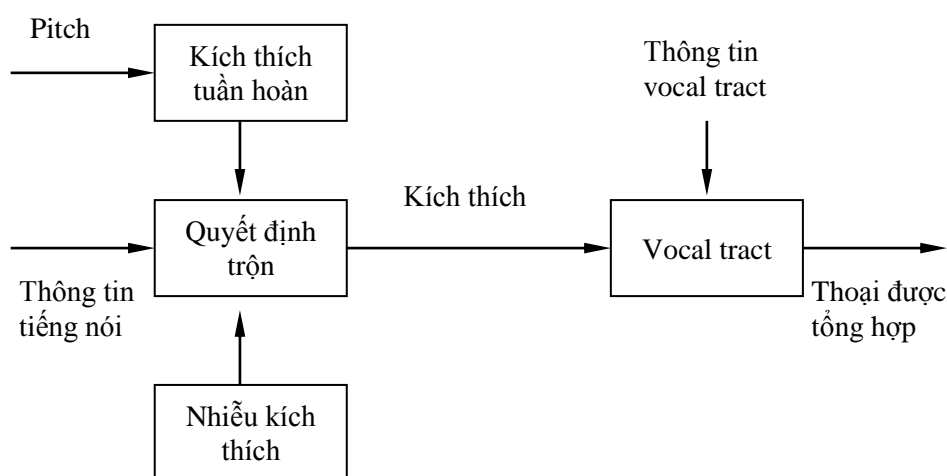 Pitch
Kích thích
tuần hoàn
Thông tin
vocal tract
Kích thích
Quyết định
trộn
Vocal tract
Thông tin
tiếng nói
Thoại được
tổng hợp
Nhiễu kích
thích